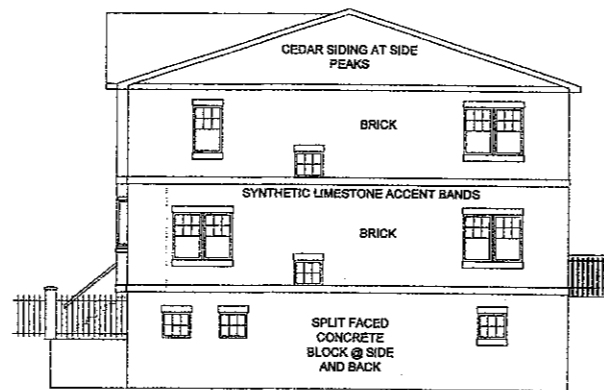 CEDAR SIDING AT SIDE
PEAKS
BRICK
SYNTHETIC LIMESTONE ACCENT BANDS
BRICK
SPLIT FACED
CONCRETE
BLOCK @ SIDE
AND BACK